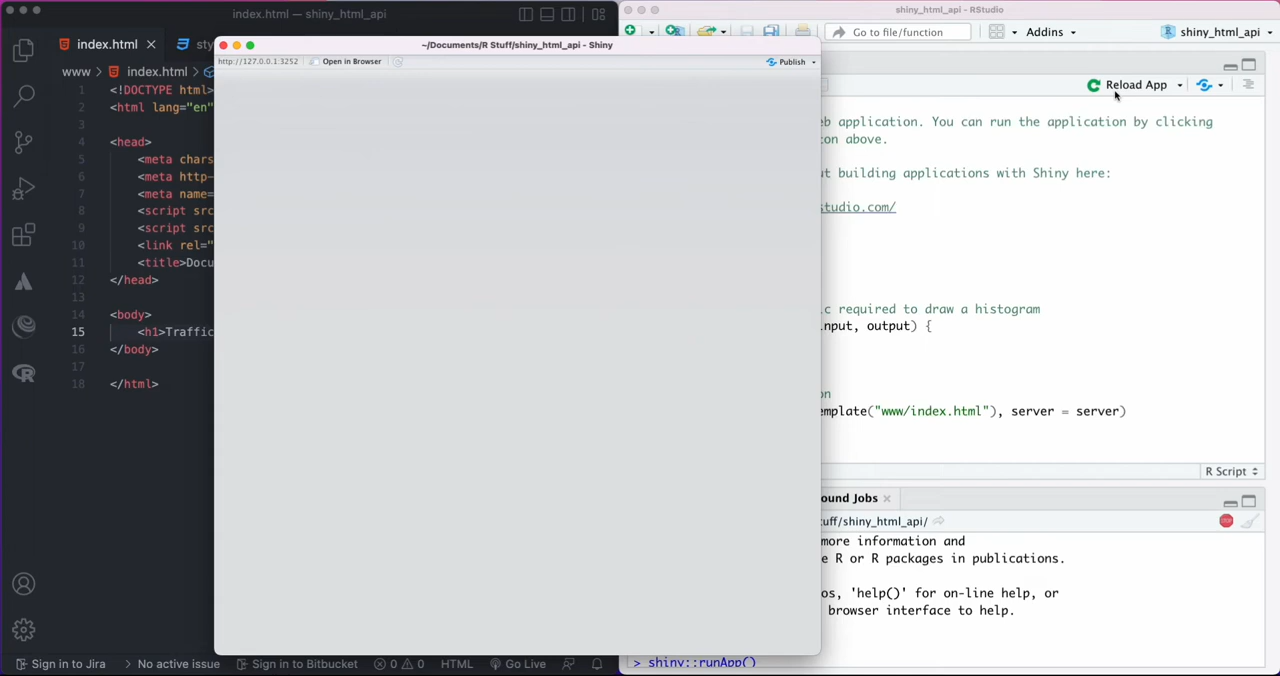 index.html — shiny_html_api
index.html
sty
www > index.html >
1 <!DOCTYPE html>
2 <html lang="en"
3
4 <head>
5 <meta chars
6 <meta http-
7 <meta name=
8 <script src
9 <script src
10 <link rel="
11 <title>Docu
12 </head>
13
14 <body>
15 <h1>Traffic
16 </body>
17
18 </html>
Sign in to Jira
No active issue
Sign in to Bitbucket
0 0
HTML
Go Live
~/Documents/R Stuff/shiny_html_api - Shiny
http://127.0.0.1:3252
Open in Browser
Publish
shiny_html_api - RStudio
Go to file/function
Addins
shiny_html_api
Reload App
eb application. You can run the application by clicking
on above.
ut building applications with Shiny here:
studio.com/
ic required to draw a histogram
input, output) {
on
emplate("www/index.html"), server = server)
R Script
ound Jobs
tuff/shiny_html_api/
more information and
e R or R packages in publications.
os, 'help()' for on-line help, or
browser interface to help.
> shiny::runApp()